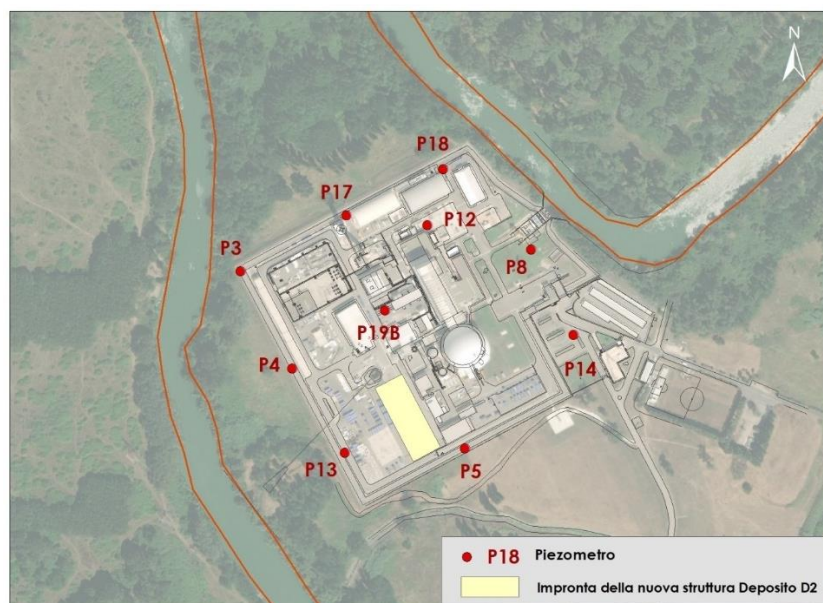 N
P18
P17
P12
P3
P8
P19B
P14
P4
P13
P5
P18 Piezometro
Impronta della nuova struttura Deposito D2